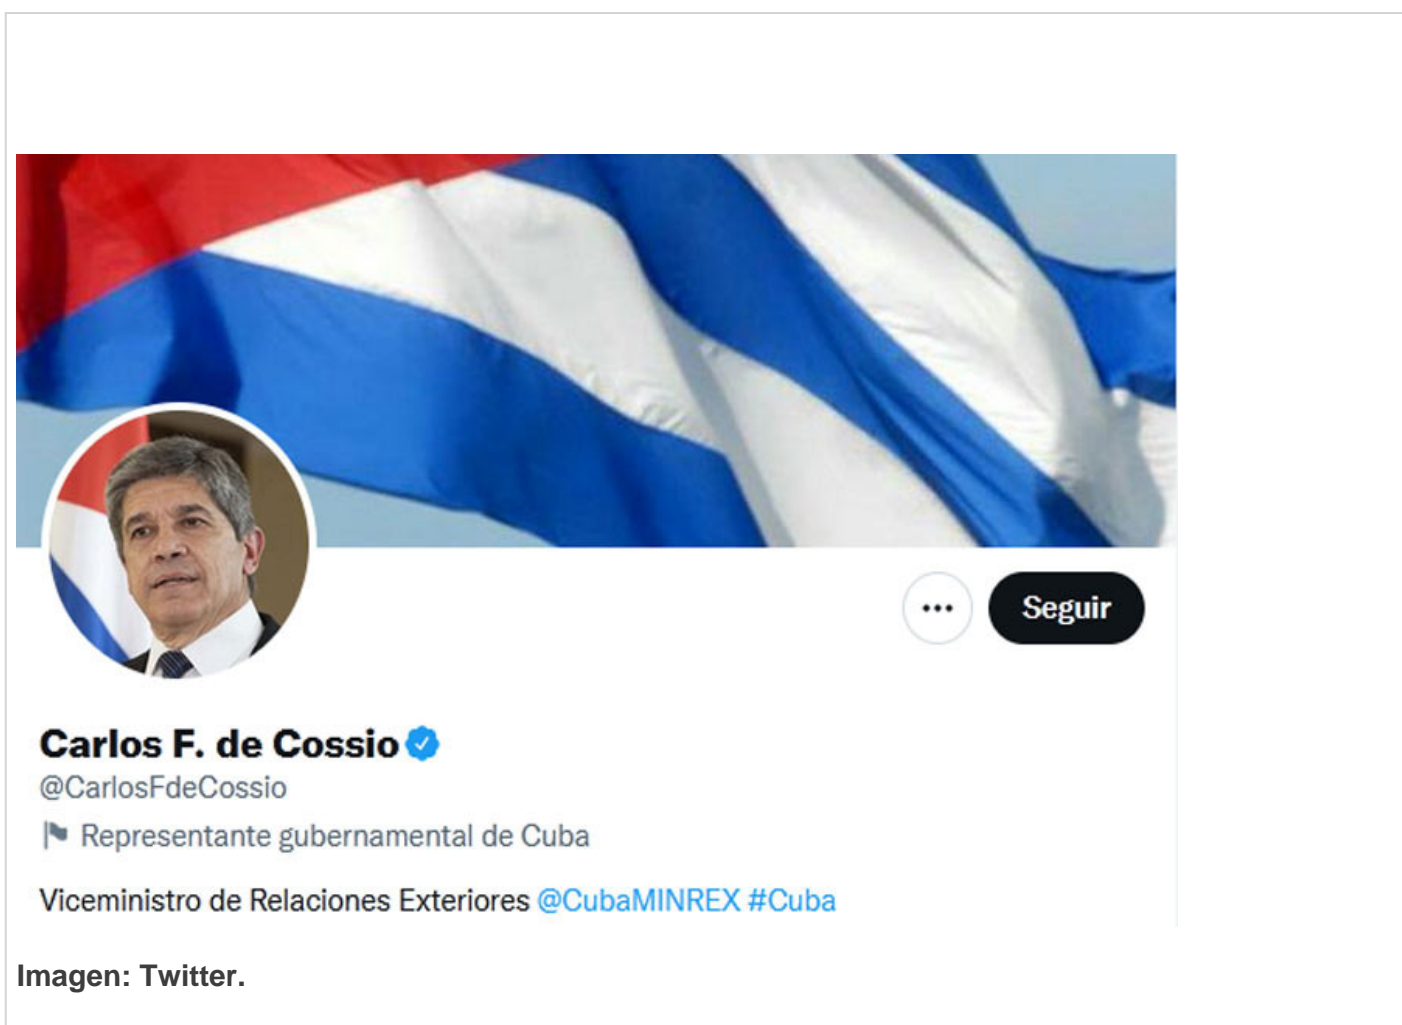 Seguir
Carlos F. de Cossio
@CarlosFdeCossio
Representante gubernamental de Cuba
Viceministro de Relaciones Exteriores @CubaMINREX #Cuba
Imagen: Twitter.